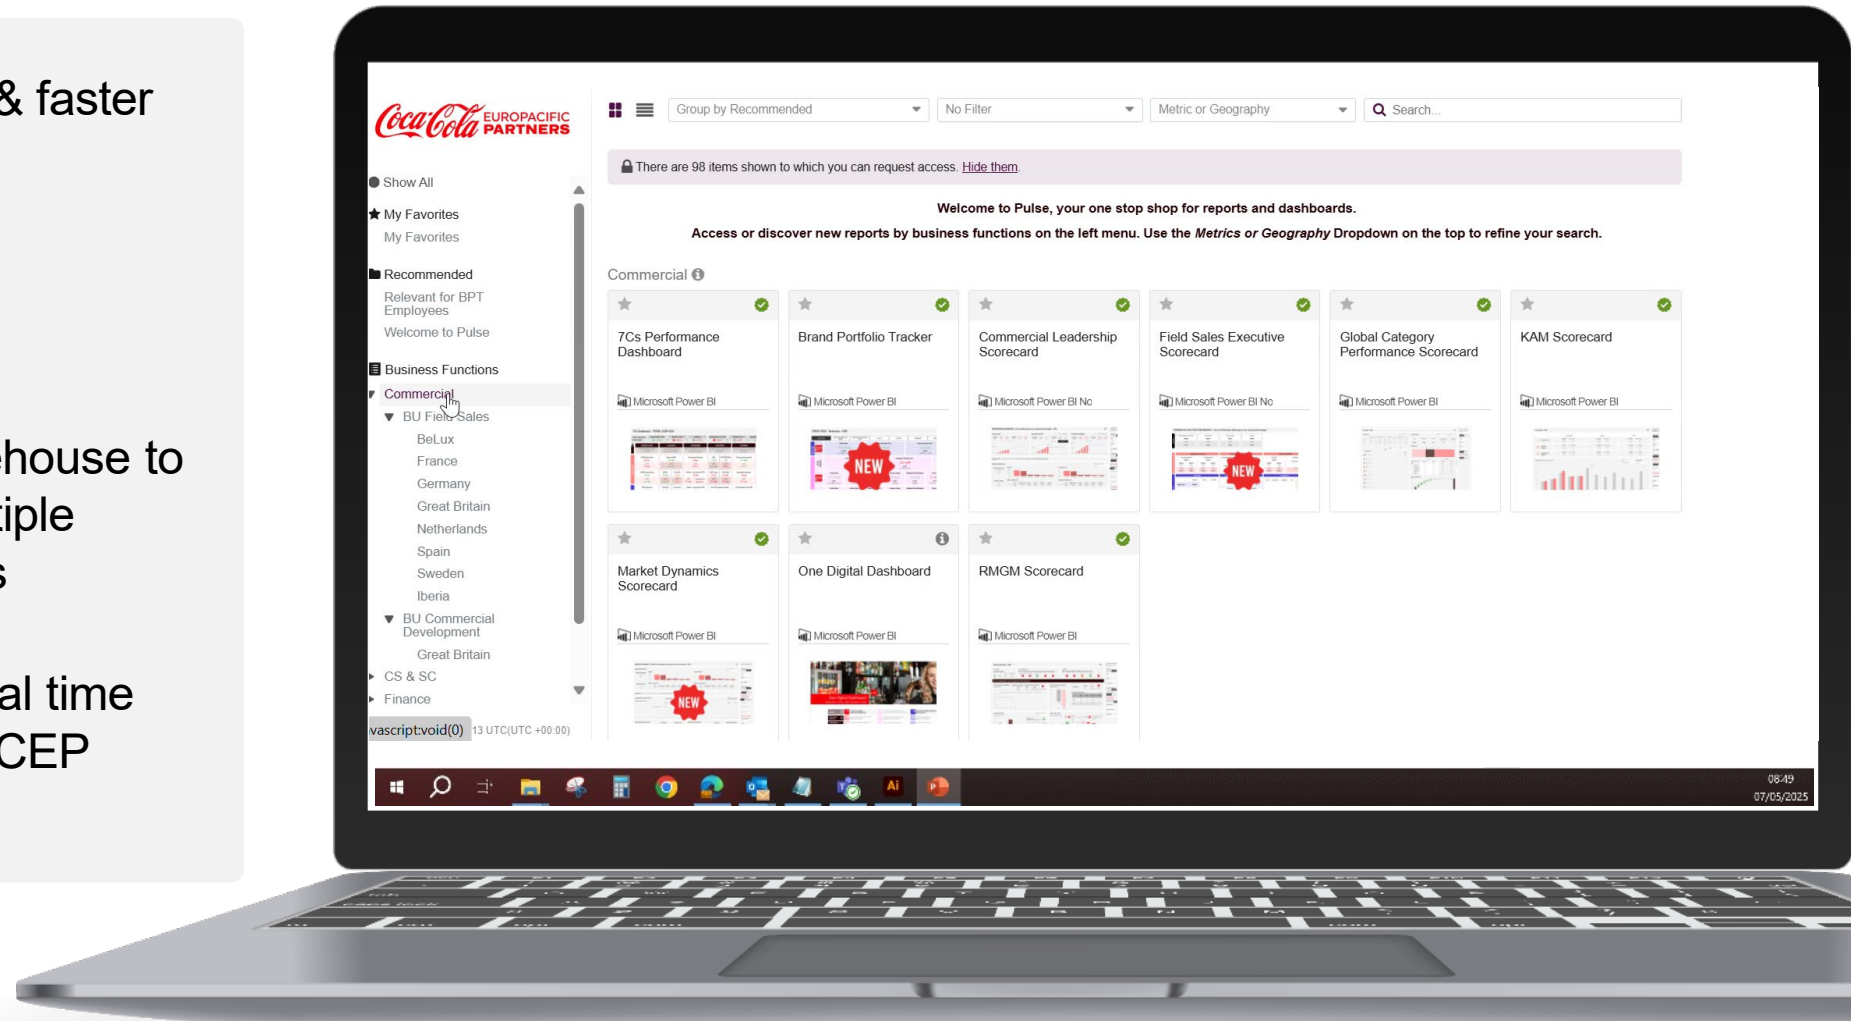 & faster
house to
tiple
s
al time
CEP
Coca-Cola EUROPACIFIC
PARTNERS
Group by Recommended
No Filter
Metric or Geography
Search...
There are 98 items shown to which you can request access. Hide them.
Show All
My Favorites
My Favorites
Recommended
Relevant for BPT
Employees
Welcome to Pulse
Business Functions
Commercial
BU Field Sales
BeLux
France
Germany
Great Britain
Netherlands
Spain
Sweden
Iberia
BU Commercial
Development
Great Britain
CS & SC
Finance
vascript:void(0) 13 UTC(UTC +00:00)
Welcome to Pulse, your one stop shop for reports and dashboards.
Access or discover new reports by business functions on the left menu. Use the Metrics or Geography Dropdown on the top to refine your search.
Commercial
7Cs Performance
Dashboard
Microsoft Power BI
Brand Portfolio Tracker
Microsoft Power BI
NEW
Commercial Leadership
Scorecard
Microsoft Power BI No
Field Sales Executive
Scorecard
Microsoft Power BI No
NEW
Global Category
Performance Scorecard
Microsoft Power BI
KAM Scorecard
Microsoft Power BI
Market Dynamics
Scorecard
Microsoft Power BI
NEW
One Digital Dashboard
Microsoft Power BI
RMGM Scorecard
Microsoft Power BI
Ai
08:49
07/05/2025